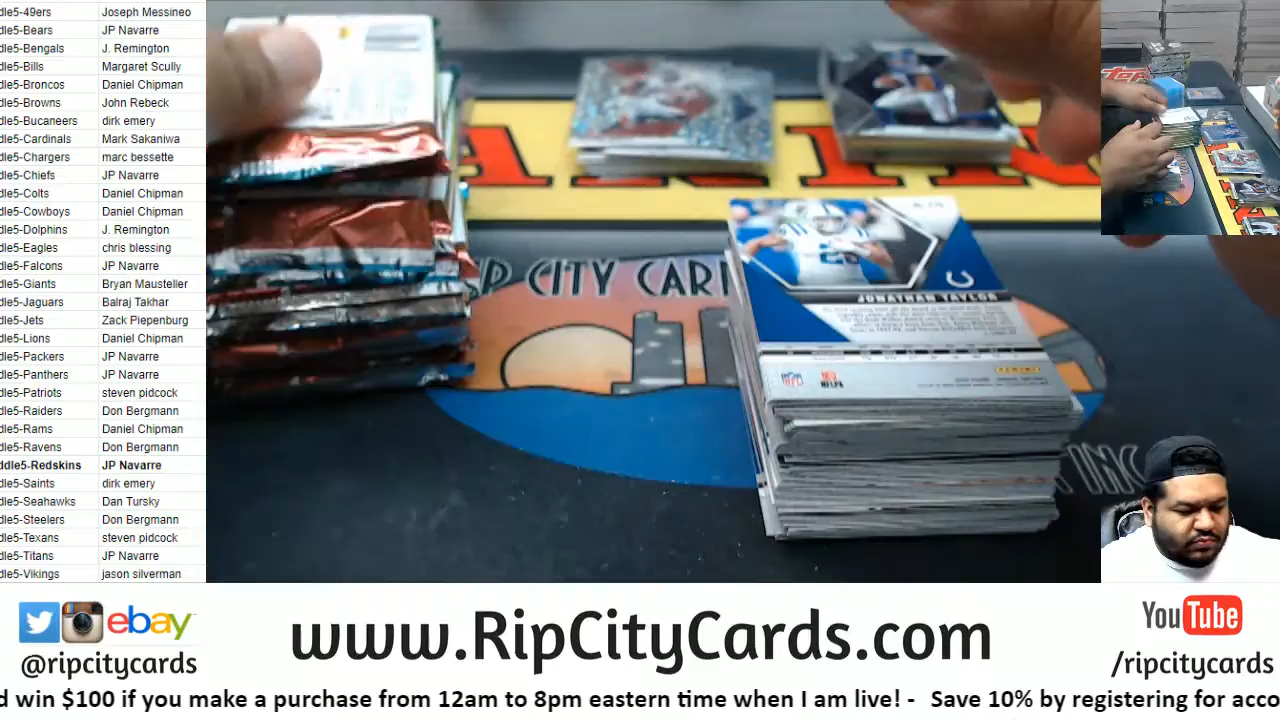 dle5-49ers Joseph Messineo
dle5-Bears JP Navarre
dle5-Bengals J. Remington
dle5-Bills Margaret Scully
dle5-Broncos Daniel Chipman
dle5-Browns John Rebeck
dle5-Bucaneers dirk emery
dle5-Cardinals Mark Sakaniwa
dle5-Chargers marc bessette
dle5-Chiefs JP Navarre
dle5-Colts Daniel Chipman
dle5-Cowboys Daniel Chipman
dle5-Dolphins J. Remington
dle5-Eagles chris blessing
dle5-Falcons JP Navarre
dle5-Giants Bryan Mausteller
dle5-Jaguars Balraj Takhar
dle5-Jets Zack Piepenburg
dle5-Lions Daniel Chipman
dle5-Packers JP Navarre
dle5-Panthers JP Navarre
dle5-Patriots steven pidcock
dle5-Raiders Don Bergmann
dle5-Rams Daniel Chipman
dle5-Ravens Don Bergmann
ddle5-Redskins JP Navarre
dle5-Saints dirk emery
dle5-Seahawks Dan Tursky
dle5-Steelers Don Bergmann
dle5-Texans steven pidcock
dle5-Titans JP Navarre
dle5-Vikings jason silverman
IP CITY CAR
JONATHAN TAYLOR
NFL NFLPA
PANINI
INC
ebay
@ripcitycards
www.RipCityCards.com
YouTube
/ripcitycards
d win $100 if you make a purchase from 12am to 8pm eastern time when I am live! - Save 10% by registering for acco